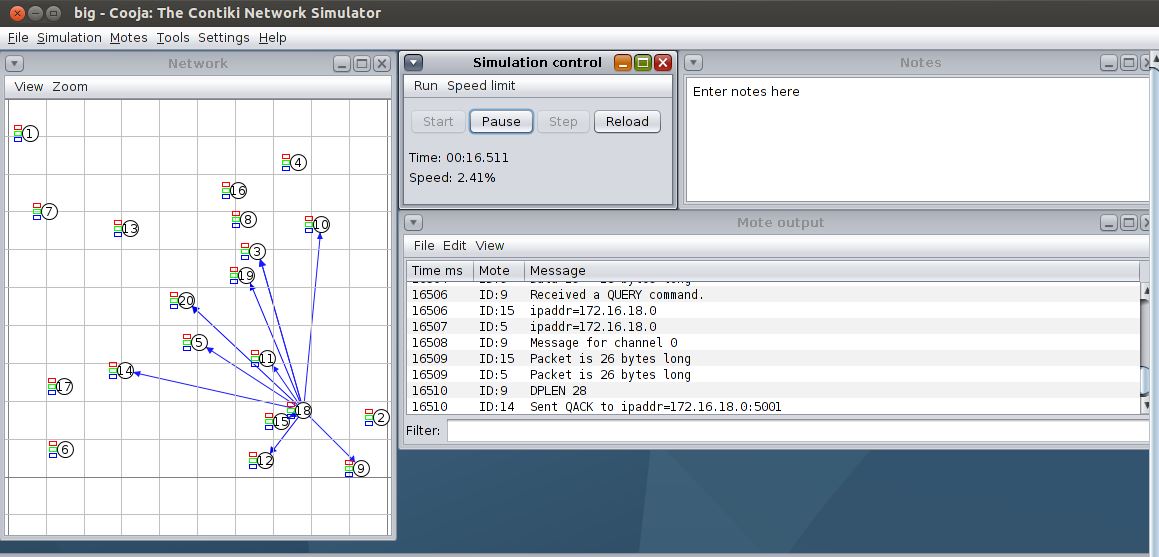 big - Cooja: The Contiki Network Simulator
File Simulation Motes Tools Settings Help
Network
View Zoom
1
4
16
7
8
10
13
3
19
20
5
11
14
17
18
15
2
6
12
9
Simulation control
Run Speed limit
Start Pause Step Reload
Time: 00:16.511
Speed: 2.41%
Notes
Enter notes here
Mote output
File Edit View
Time ms Mote Message
16506 ID:9 Received a QUERY command.
16506 ID:15 ipaddr=172.16.18.0
16507 ID:5 ipaddr=172.16.18.0
16508 ID:9 Message for channel 0
16509 ID:15 Packet is 26 bytes long
16509 ID:5 Packet is 26 bytes long
16510 ID:9 DPLEN 28
16510 ID:14 Sent QACK to ipaddr=172.16.18.0:5001
Filter: